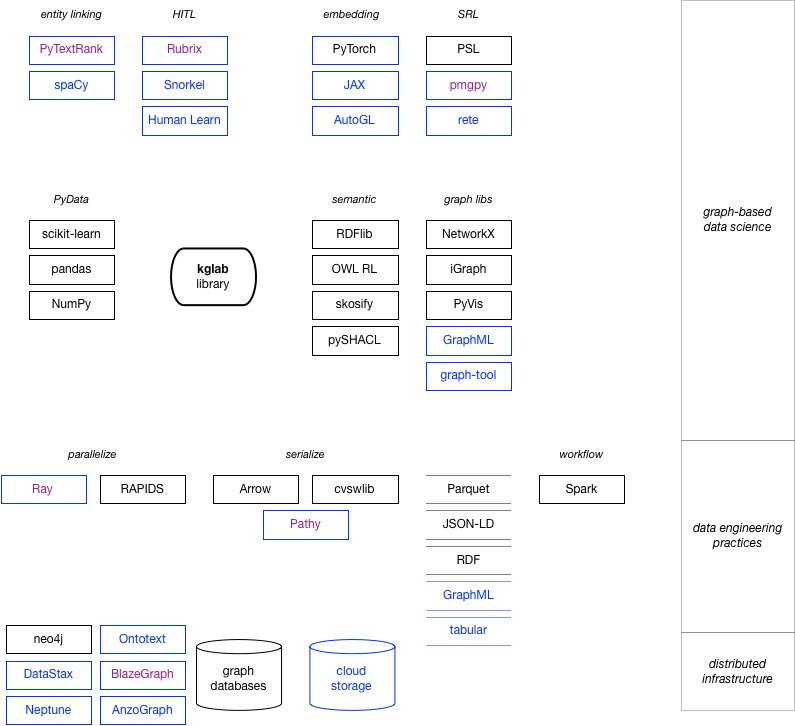 entity linking
HITL
embedding
SRL
PyTextRank
Rubrix
PyTorch
PSL
spaCy
Snorkel
JAX
pmgpy
Human Learn
AutoGL
rete
PyData
semantic
graph libs
graph-based
data science
scikit-learn
RDFlib
NetworkX
pandas
kglab
library
OWL RL
iGraph
NumPy
skosify
PyVis
pySHACL
GraphML
graph-tool
parallelize
serialize
workflow
Ray
RAPIDS
Arrow
cvswlib
Parquet
Spark
Pathy
JSON-LD
data engineering
practices
RDF
GraphML
tabular
neo4j
Ontotext
DataStax
BlazeGraph
graph
databases
cloud
storage
distributed
infrastructure
Neptune
AnzoGraph